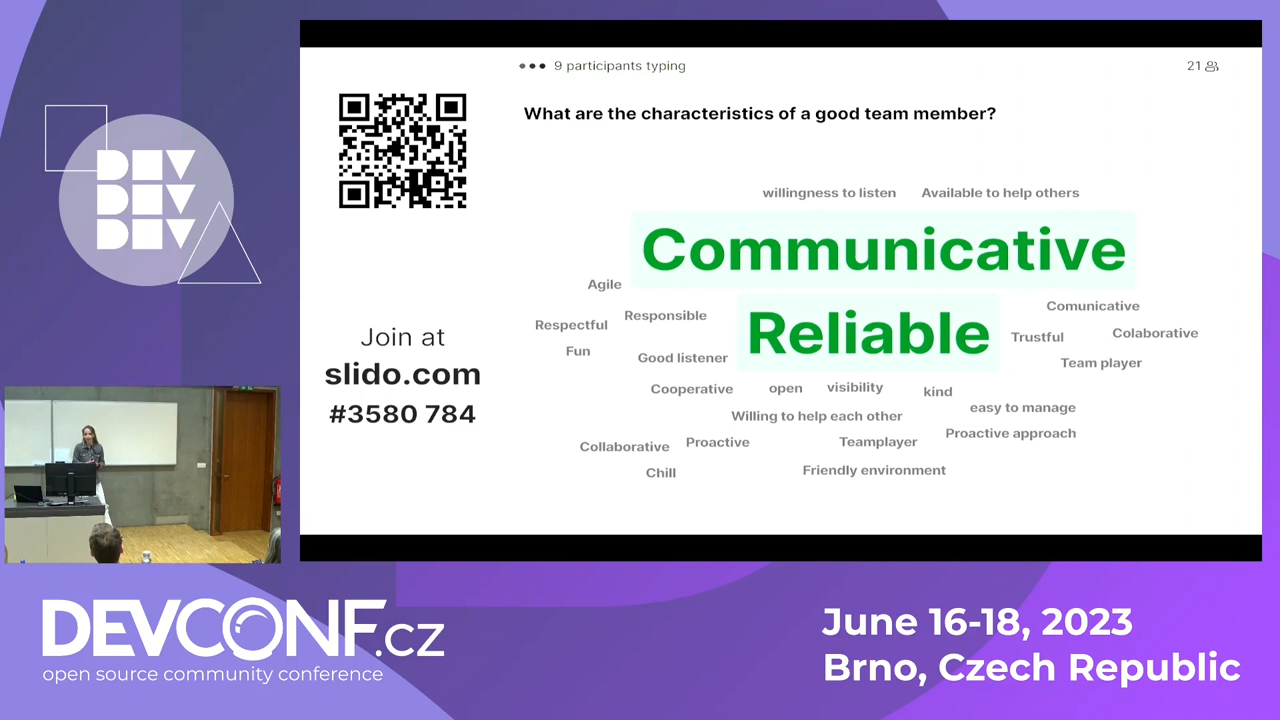 DEV
DEV
DEV
9 participants typing
21
What are the characteristics of a good team member?
willingness to listen
Available to help others
Communicative
Agile
Responsible
Respectful
Reliable
Comunicative
Trustful
Colaborative
Fun
Good listener
Team player
Cooperative
open
visibility
kind
Willing to help each other
easy to manage
Collaborative
Proactive
Teamplayer
Proactive approach
Chill
Friendly environment
Join at
slido.com
#3580 784
DEVCONF.cz
open source community conference
June 16-18, 2023
Brno, Czech Republic